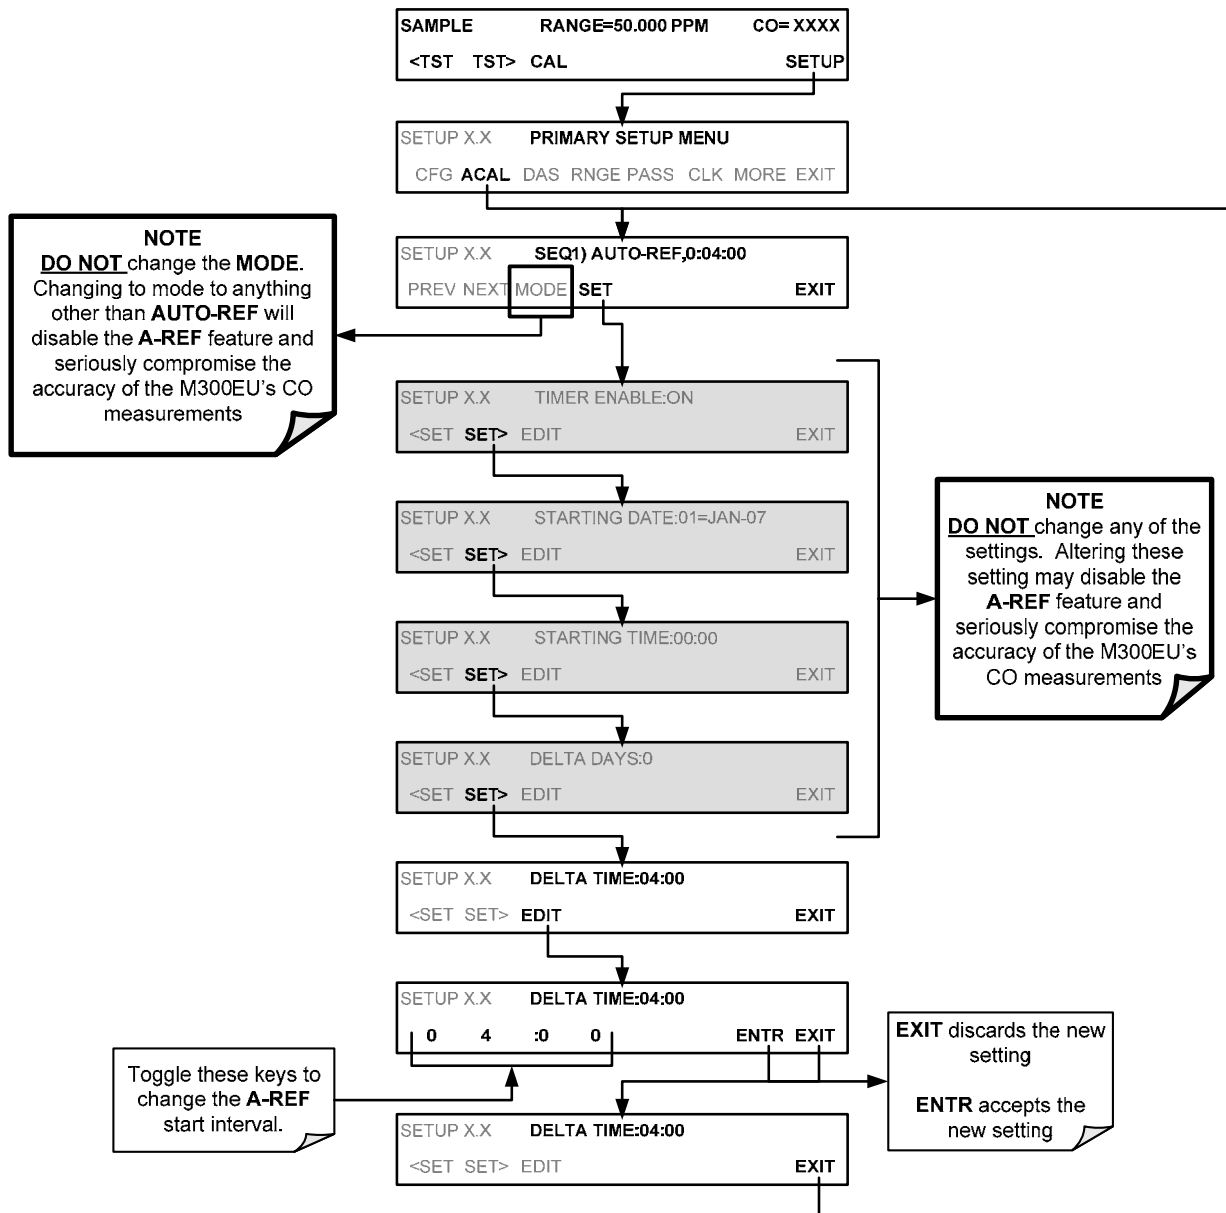 SAMPLE RANGE=50.000 PPM CO= XXXX
<TST TST> CAL SETUP
SETUP X.X PRIMARY SETUP MENU
CFG ACAL DAS RNGE PASS CLK MORE EXIT
SETUP X.X SEQ1) AUTO-REF,0:04:00
PREV NEXT MODE SET EXIT
NOTE
DO NOT change the MODE.
Changing to mode to anything
other than AUTO-REF will
disable the A-REF feature and
seriously compromise the
accuracy of the M300EU's CO
measurements
SETUP X.X TIMER ENABLE:ON
<SET SET> EDIT EXIT
SETUP X.X STARTING DATE:01=JAN-07
<SET SET> EDIT EXIT
SETUP X.X STARTING TIME:00:00
<SET SET> EDIT EXIT
SETUP X.X DELTA DAYS:0
<SET SET> EDIT EXIT
NOTE
DO NOT change any of the
settings. Altering these
setting may disable the
A-REF feature and
seriously compromise the
accuracy of the M300EU's
CO measurements
SETUP X.X DELTA TIME:04:00
<SET SET> EDIT EXIT
SETUP X.X DELTA TIME:04:00
0 4 :0 0 ENTR EXIT
Toggle these keys to
change the A-REF
start interval.
EXIT discards the new
setting
ENTR accepts the
new setting
SETUP X.X DELTA TIME:04:00
<SET SET> EDIT EXIT